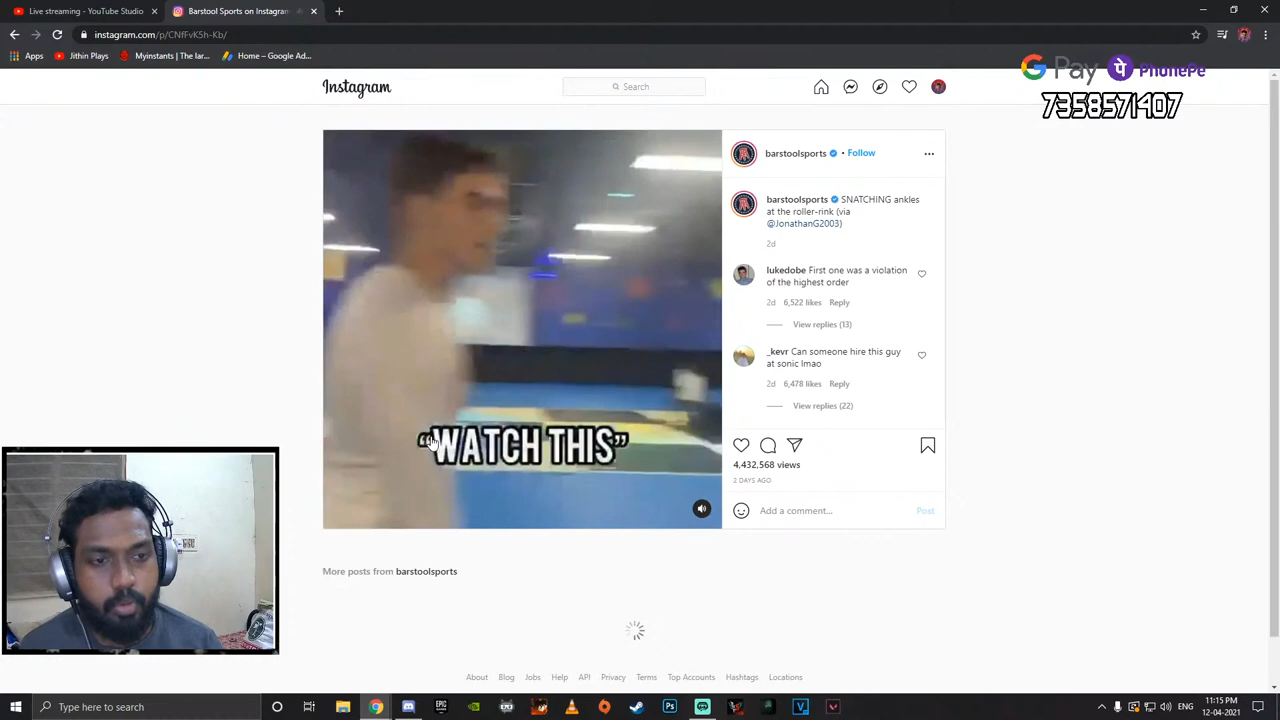 Live streaming - YouTube Studio
Barstool Sports on Instagram
instagram.com/p/CNfFvK5h-Kb/
Apps
Jithin Plays
Myinstants | The lar...
Home – Google Ad...
G Pay
PhonePe
7358571407
Instagram
Search
barstoolsports • Follow
barstoolsports SNATCHING ankles
at the roller-rink (via
@JonathanG2003)
2d
lukedobe First one was a violation
of the highest order
2d 6,522 likes Reply
View replies (13)
_kevr Can someone hire this guy
at sonic lmao
2d 6,478 likes Reply
View replies (22)
“WATCH THIS”
4,432,568 views
2 DAYS AGO
Add a comment...
Post
More posts from barstoolsports
About Blog Jobs Help API Privacy Terms Top Accounts Hashtags Locations
Type here to search
ENG
11:15 PM
12-04-2021